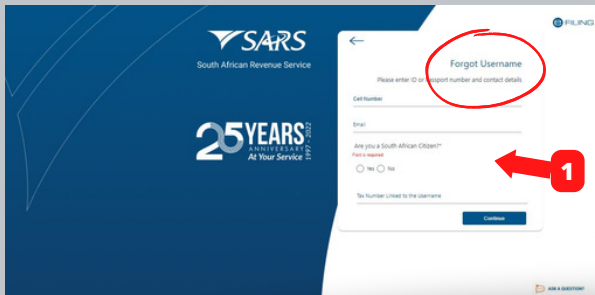 SARS
South African Revenue Service
25 YEARS
ANNIVERSARY
At Your Service
1997 - 2022
eFILING
Forgot Username
Please enter ID or Passport number and contact details
Cell Number
Email
Are you a South African Citizen?*
Field is required
Yes No
Tax Number Linked to the Username
Continue
1
ASK A QUESTION?